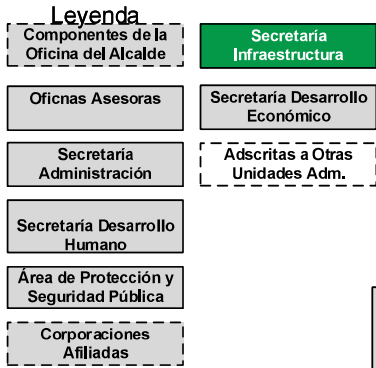 Leyenda
Componentes de la
Oficina del Alcalde
Oficnas Asesoras
Secretaría
Administración
Secretaría Desarrollo
Humano
Área de Protección y
Seguridad Pública
Corporaciones
Afiliadas
Secretaría
Infraestructura
Secretaría Desarrollo
Económico
Adscritas a Otras
Unidades Adm.